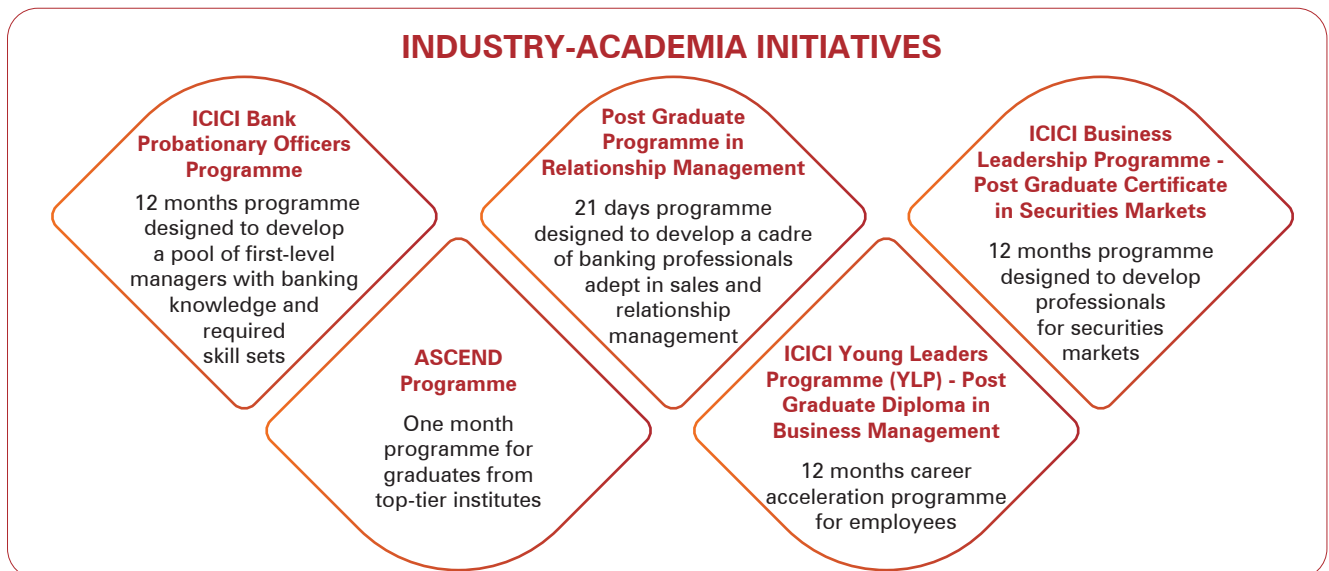 INDUSTRY-ACADEMIA INITIATIVES
ICICI Bank
Probationary Officers
Programme
12 months programme
designed to develop
a pool of first-level
managers with banking
knowledge and
required
skill sets
ASCEND
Programme
One month
programme for
graduates from
top-tier institutes
Post Graduate
Programme in
Relationship Management
21 days programme
designed to develop a cadre
of banking professionals
adept in sales and
relationship
management
ICICI Young Leaders
Programme (YLP) - Post
Graduate Diploma in
Business Management
12 months career
acceleration programme
for employees
ICICI Business
Leadership Programme -
Post Graduate Certificate
in Securities Markets
12 months programme
designed to develop
professionals
for securities
markets